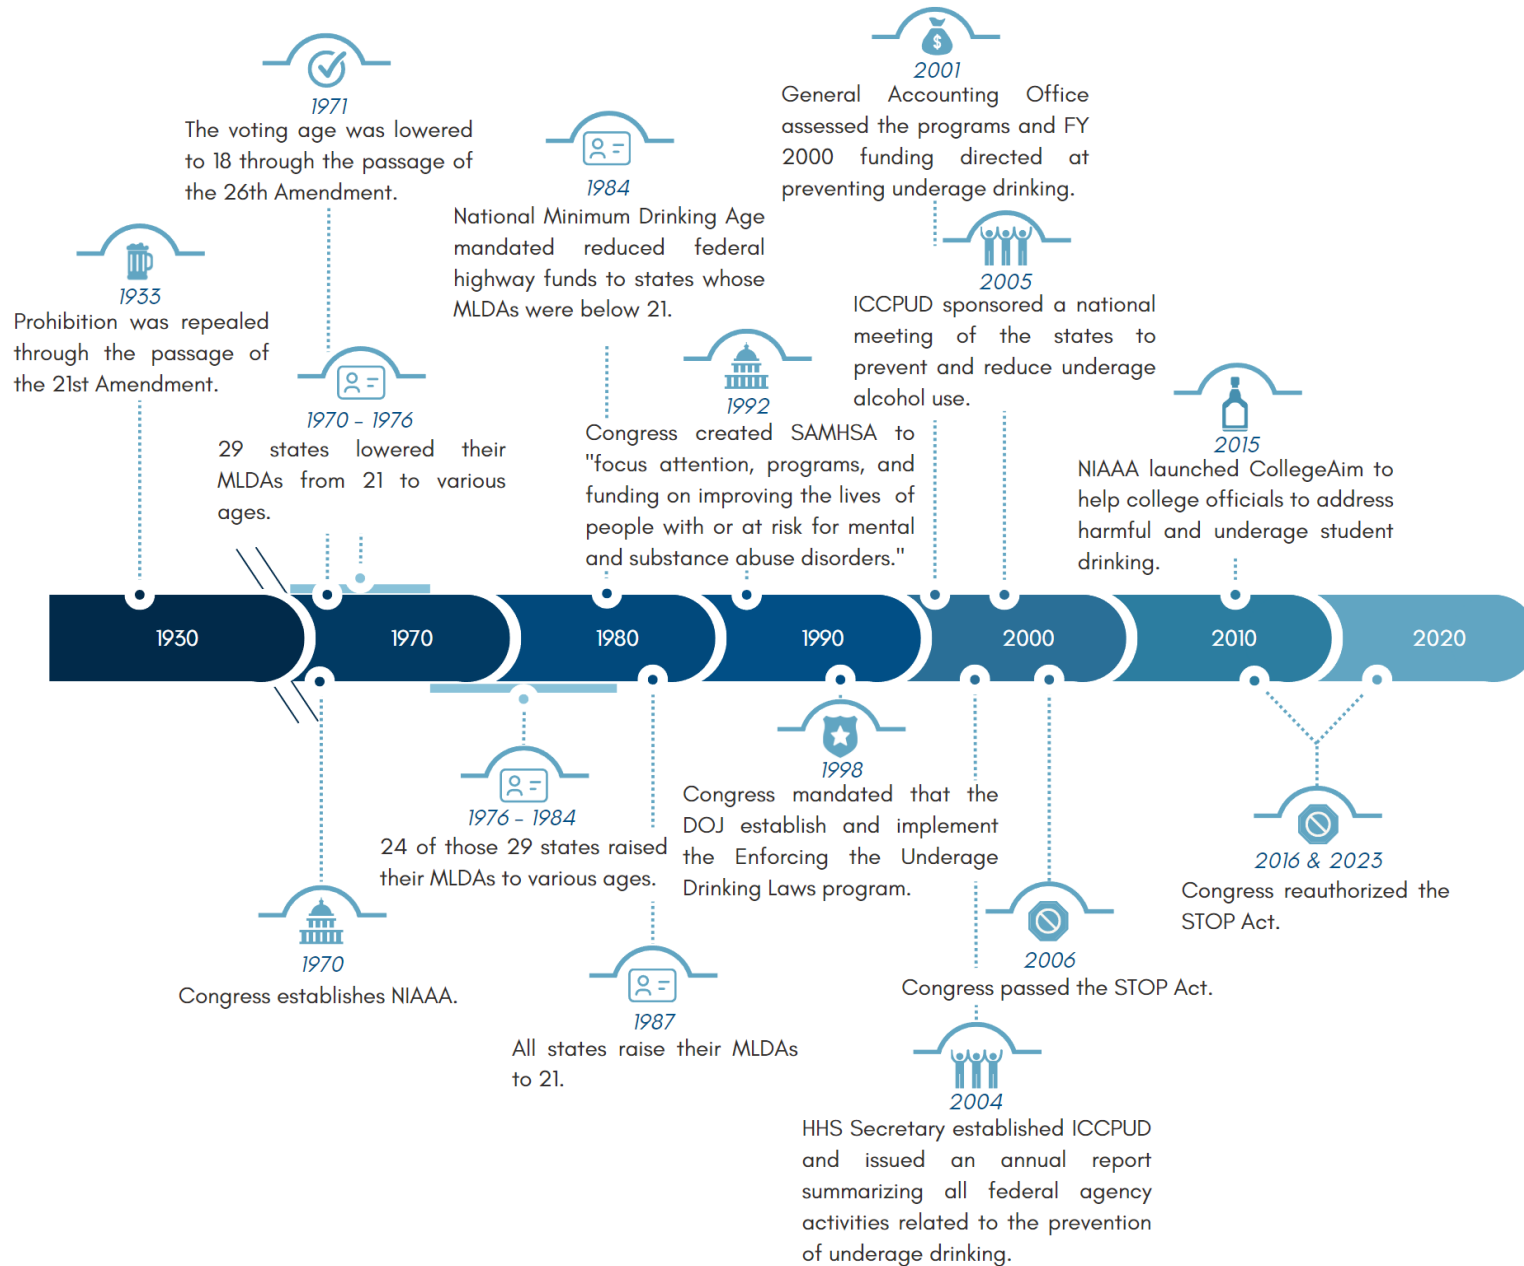 1933
Prohibition was repealed
through the passage of
the 21st Amendment.
1971
The voting age was lowered
to 18 through the passage of
the 26th Amendment.
1970 - 1976
29 states lowered their
MLDAs from 21 to various
ages.
1984
National Minimum Drinking Age
mandated reduced federal
highway funds to states whose
MLDAs were below 21.
1992
Congress created SAMHSA to
"focus attention, programs, and
funding on improving the lives of
people with or at risk for mental
and substance abuse disorders."
2001
General Accounting Office
assessed the programs and FY
2000 funding directed at
preventing underage drinking.
2005
ICCPUD sponsored a national
meeting of the states to
prevent and reduce underage
alcohol use.
2015
NIAAA launched CollegeAim to
help college officials to address
harmful and underage student
drinking.
1930
1970
1980
1990
2000
2010
2020
1970
Congress establishes NIAAA.
1976 - 1984
24 of those 29 states raised
their MLDAs to various ages.
1987
All states raise their MLDAs
to 21.
1998
Congress mandated that the
DOJ establish and implement
the Enforcing the Underage
Drinking Laws program.
2006
Congress passed the STOP Act.
2004
HHS Secretary established ICCPUD
and issued an annual report
summarizing all federal agency
activities related to the prevention
of underage drinking.
2016 & 2023
Congress reauthorized the
STOP Act.